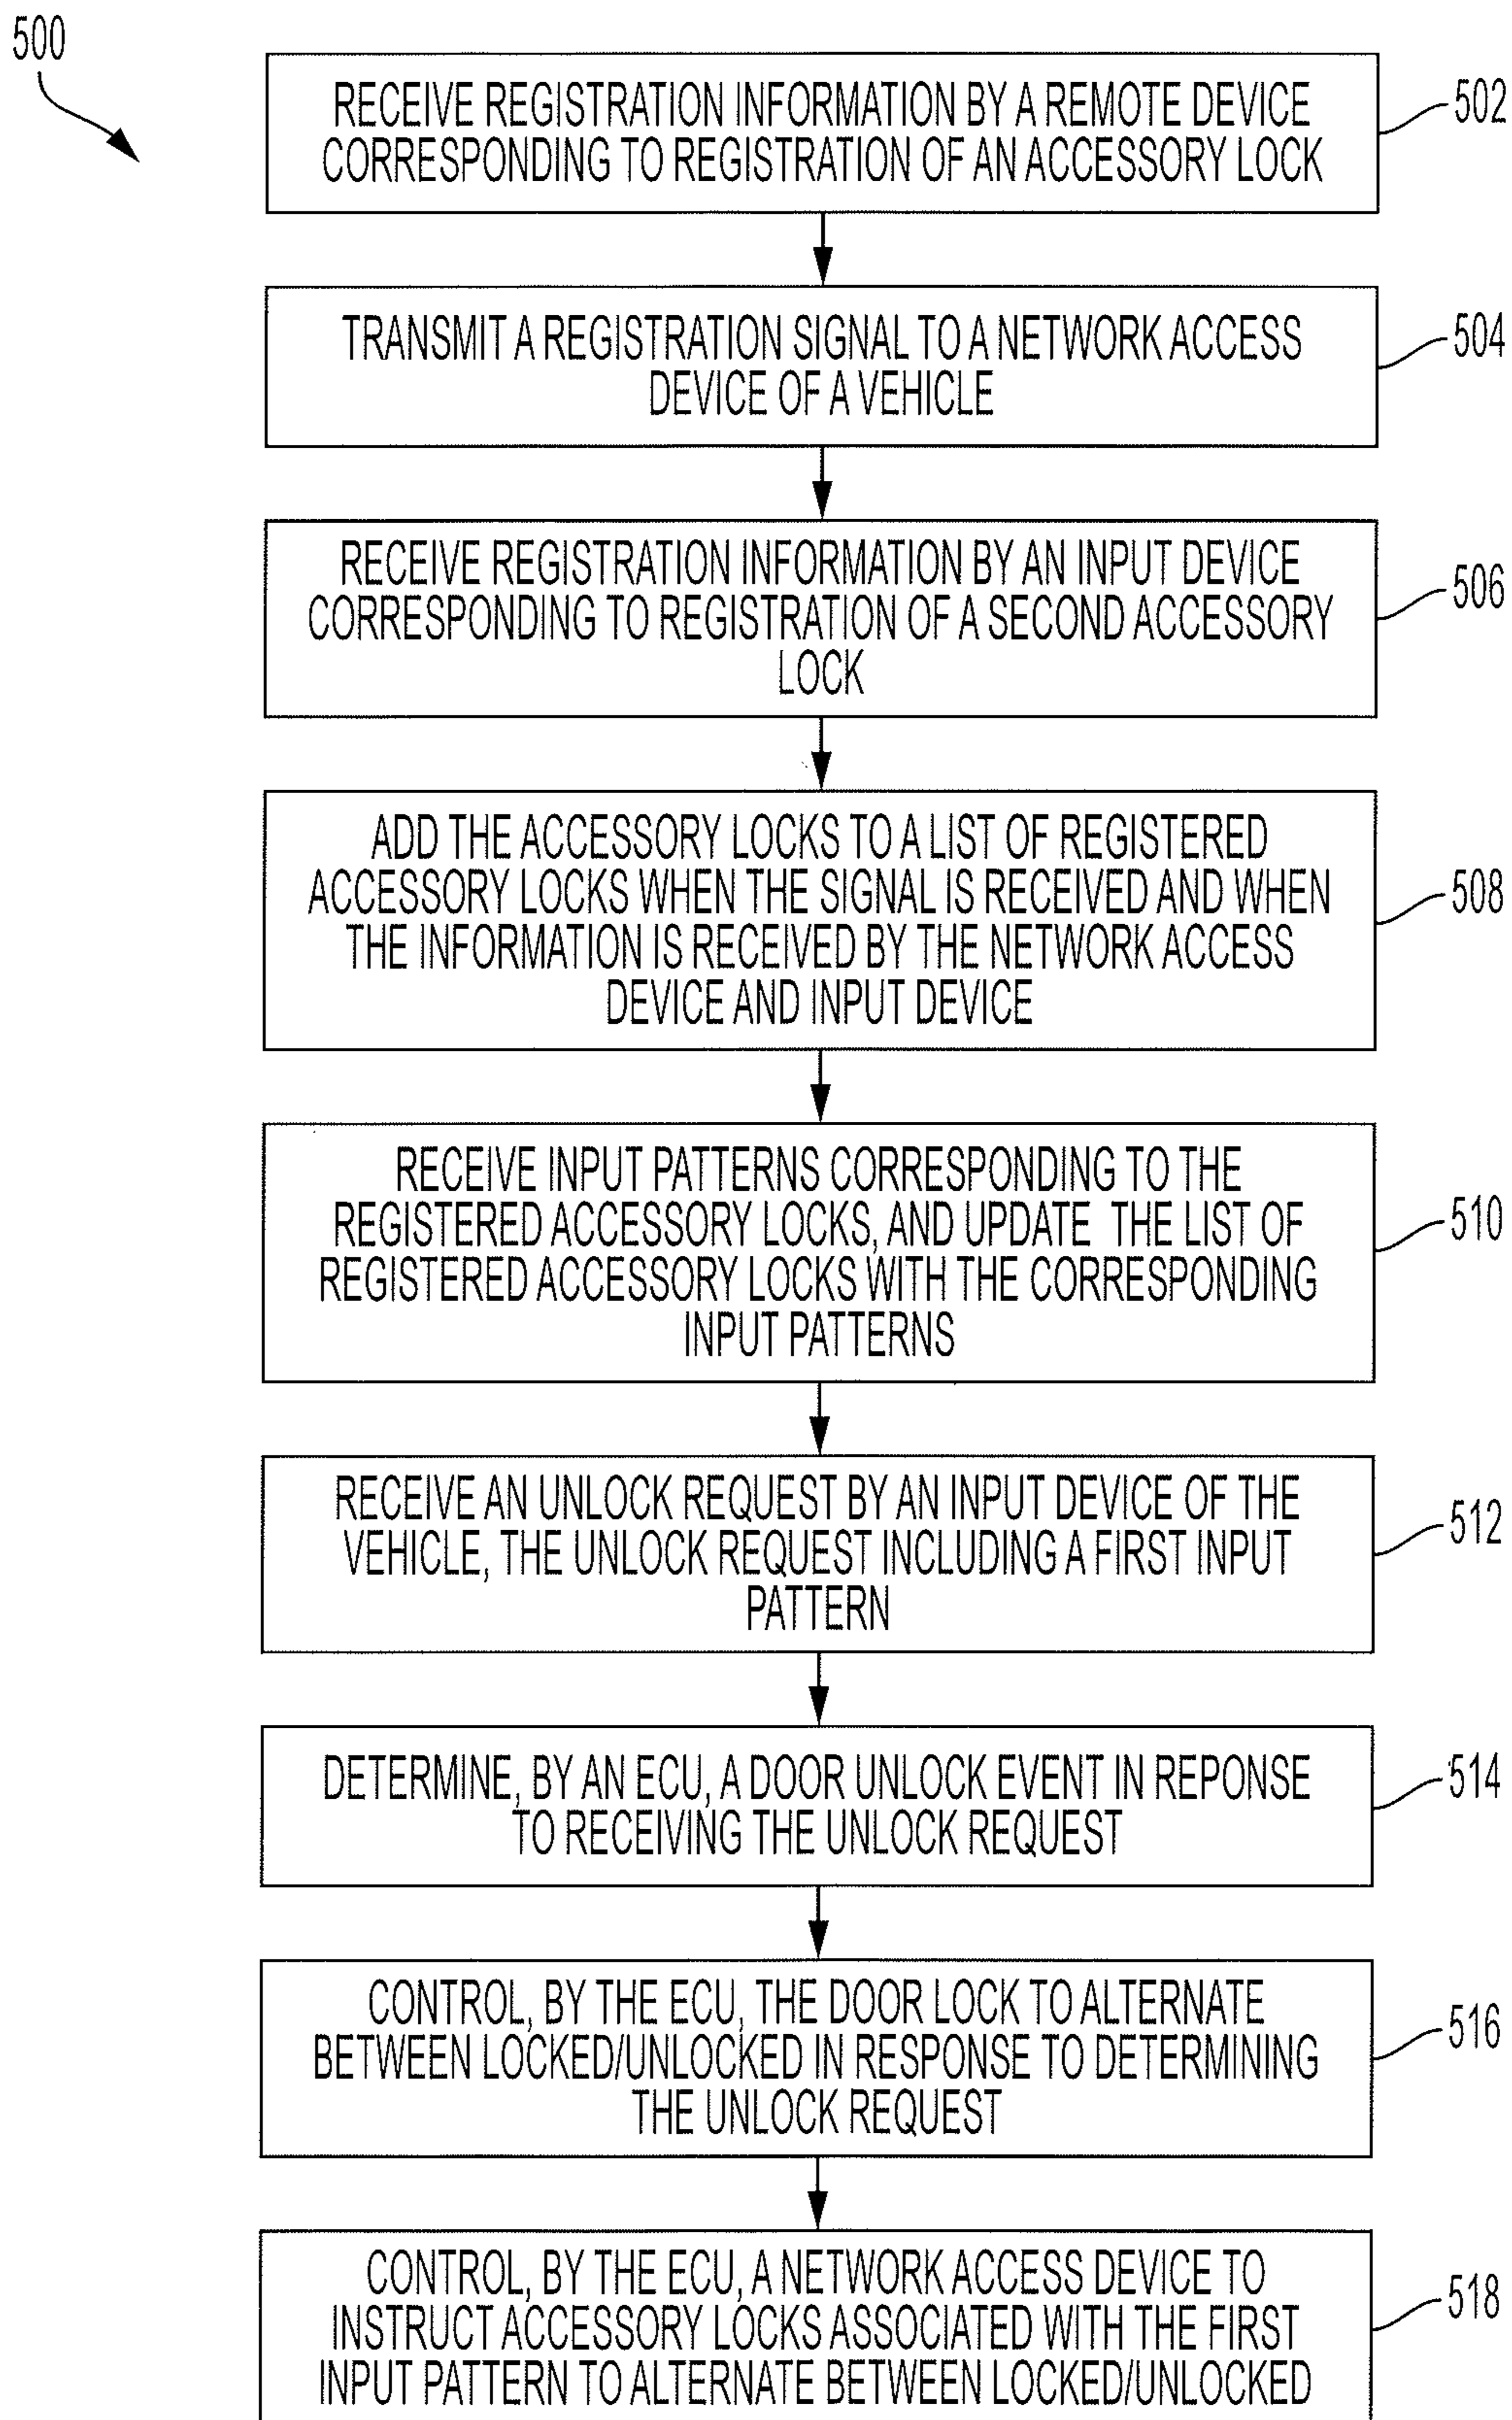 500
RECEIVE REGISTRATION INFORMATION BY A REMOTE DEVICE
CORRESPONDING TO REGISTRATION OF AN ACCESSORY LOCK
502
TRANSMIT A REGISTRATION SIGNAL TO A NETWORK ACCESS
DEVICE OF A VEHICLE
504
RECEIVE REGISTRATION INFORMATION BY AN INPUT DEVICE
CORRESPONDING TO REGISTRATION OF A SECOND ACCESSORY
LOCK
506
ADD THE ACCESSORY LOCKS TO A LIST OF REGISTERED
ACCESSORY LOCKS WHEN THE SIGNAL IS RECEIVED AND WHEN
THE INFORMATION IS RECEIVED BY THE NETWORK ACCESS
DEVICE AND INPUT DEVICE
508
RECEIVE INPUT PATTERNS CORRESPONDING TO THE
REGISTERED ACCESSORY LOCKS, AND UPDATE THE LIST OF
REGISTERED ACCESSORY LOCKS WITH THE CORRESPONDING
INPUT PATTERNS
510
RECEIVE AN UNLOCK REQUEST BY AN INPUT DEVICE OF THE
VEHICLE, THE UNLOCK REQUEST INCLUDING A FIRST INPUT
PATTERN
512
DETERMINE, BY AN ECU, A DOOR UNLOCK EVENT IN REPONSE
TO RECEIVING THE UNLOCK REQUEST
514
CONTROL, BY THE ECU, THE DOOR LOCK TO ALTERNATE
BETWEEN LOCKED/UNLOCKED IN RESPONSE TO DETERMINING
THE UNLOCK REQUEST
516
CONTROL, BY THE ECU, A NETWORK ACCESS DEVICE TO
INSTRUCT ACCESSORY LOCKS ASSOCIATED WITH THE FIRST
INPUT PATTERN TO ALTERNATE BETWEEN LOCKED/UNLOCKED
518